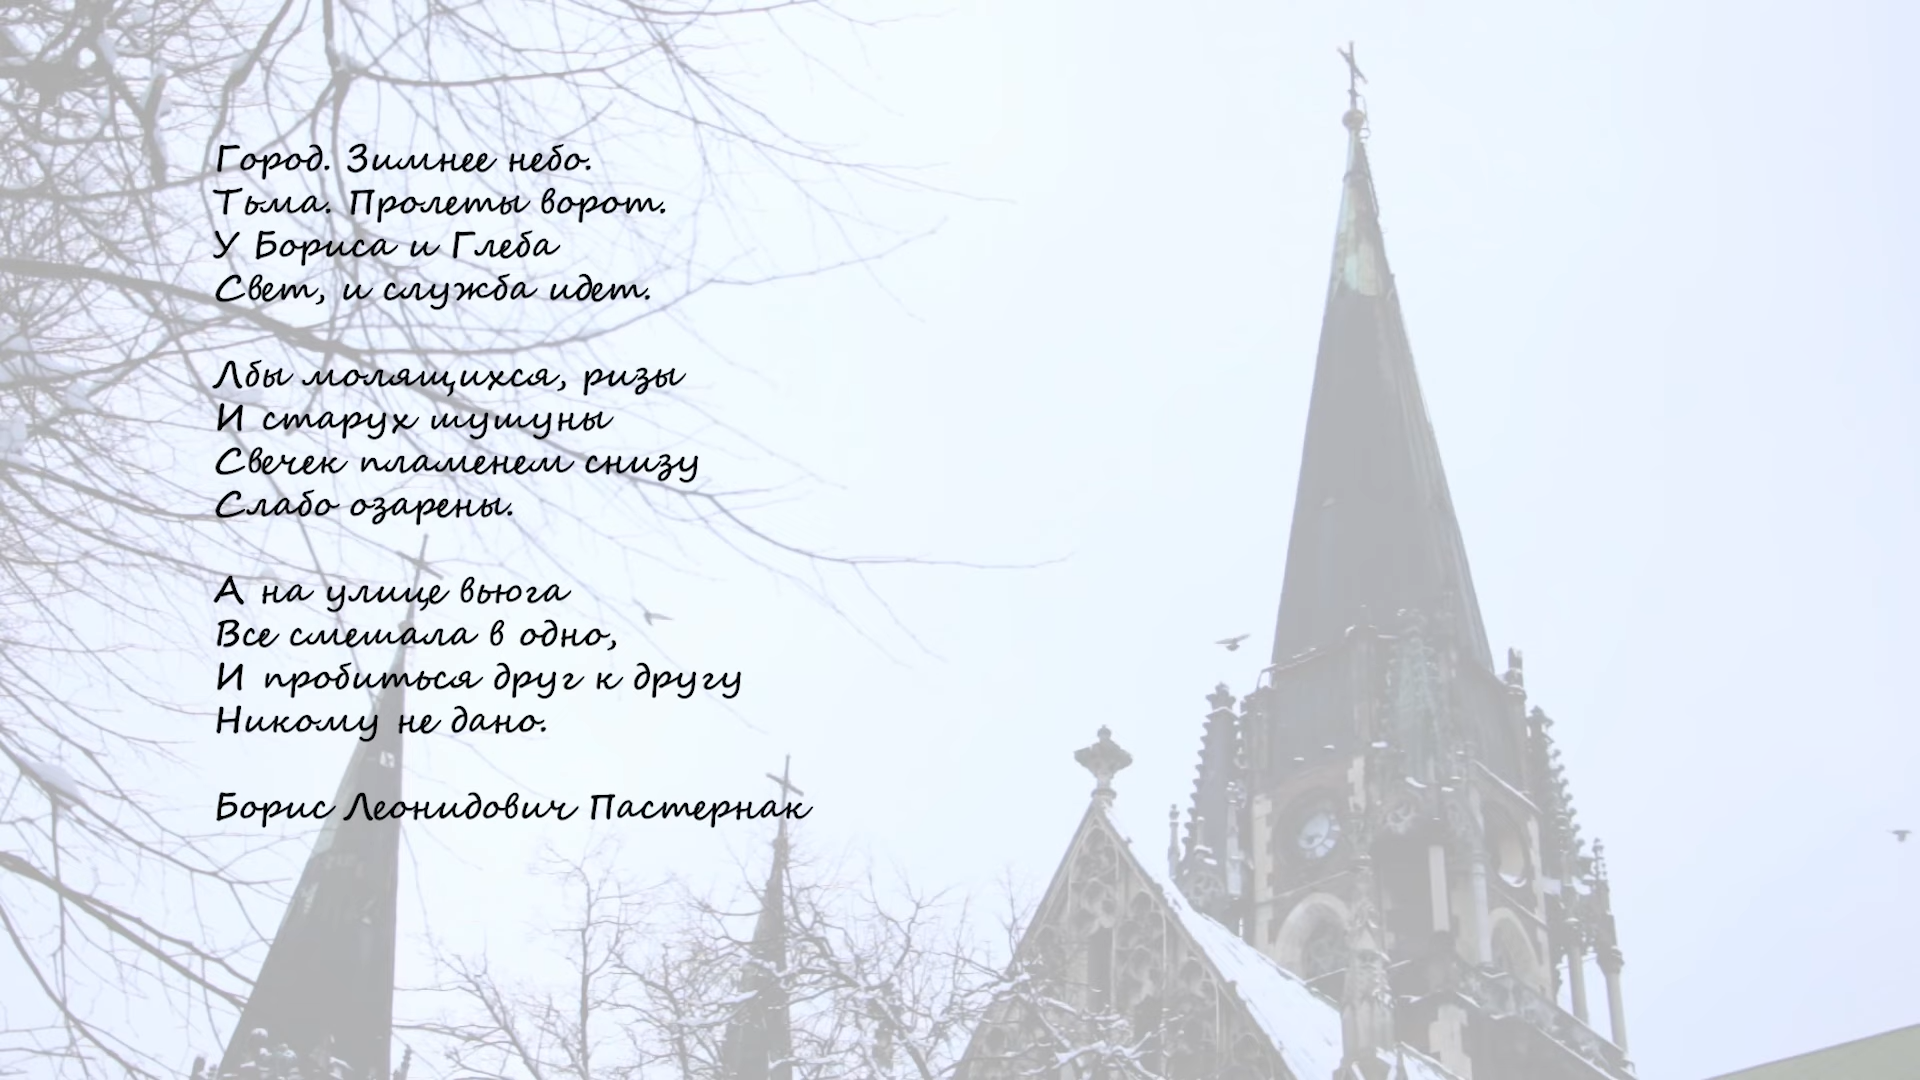 Город. Зимнее небо.
Тьма. Пролеты ворот.
У Бориса и Глеба
Свет, и служба идет.
Лбы молящихся, ризы
И старух шушуны
Свечек пламенем снизу
Слабо озарены.
А на улице вьюга
Все смешала в одно,
И пробиться друг к другу
Никому не дано.
Борис Леонидович Пастернак